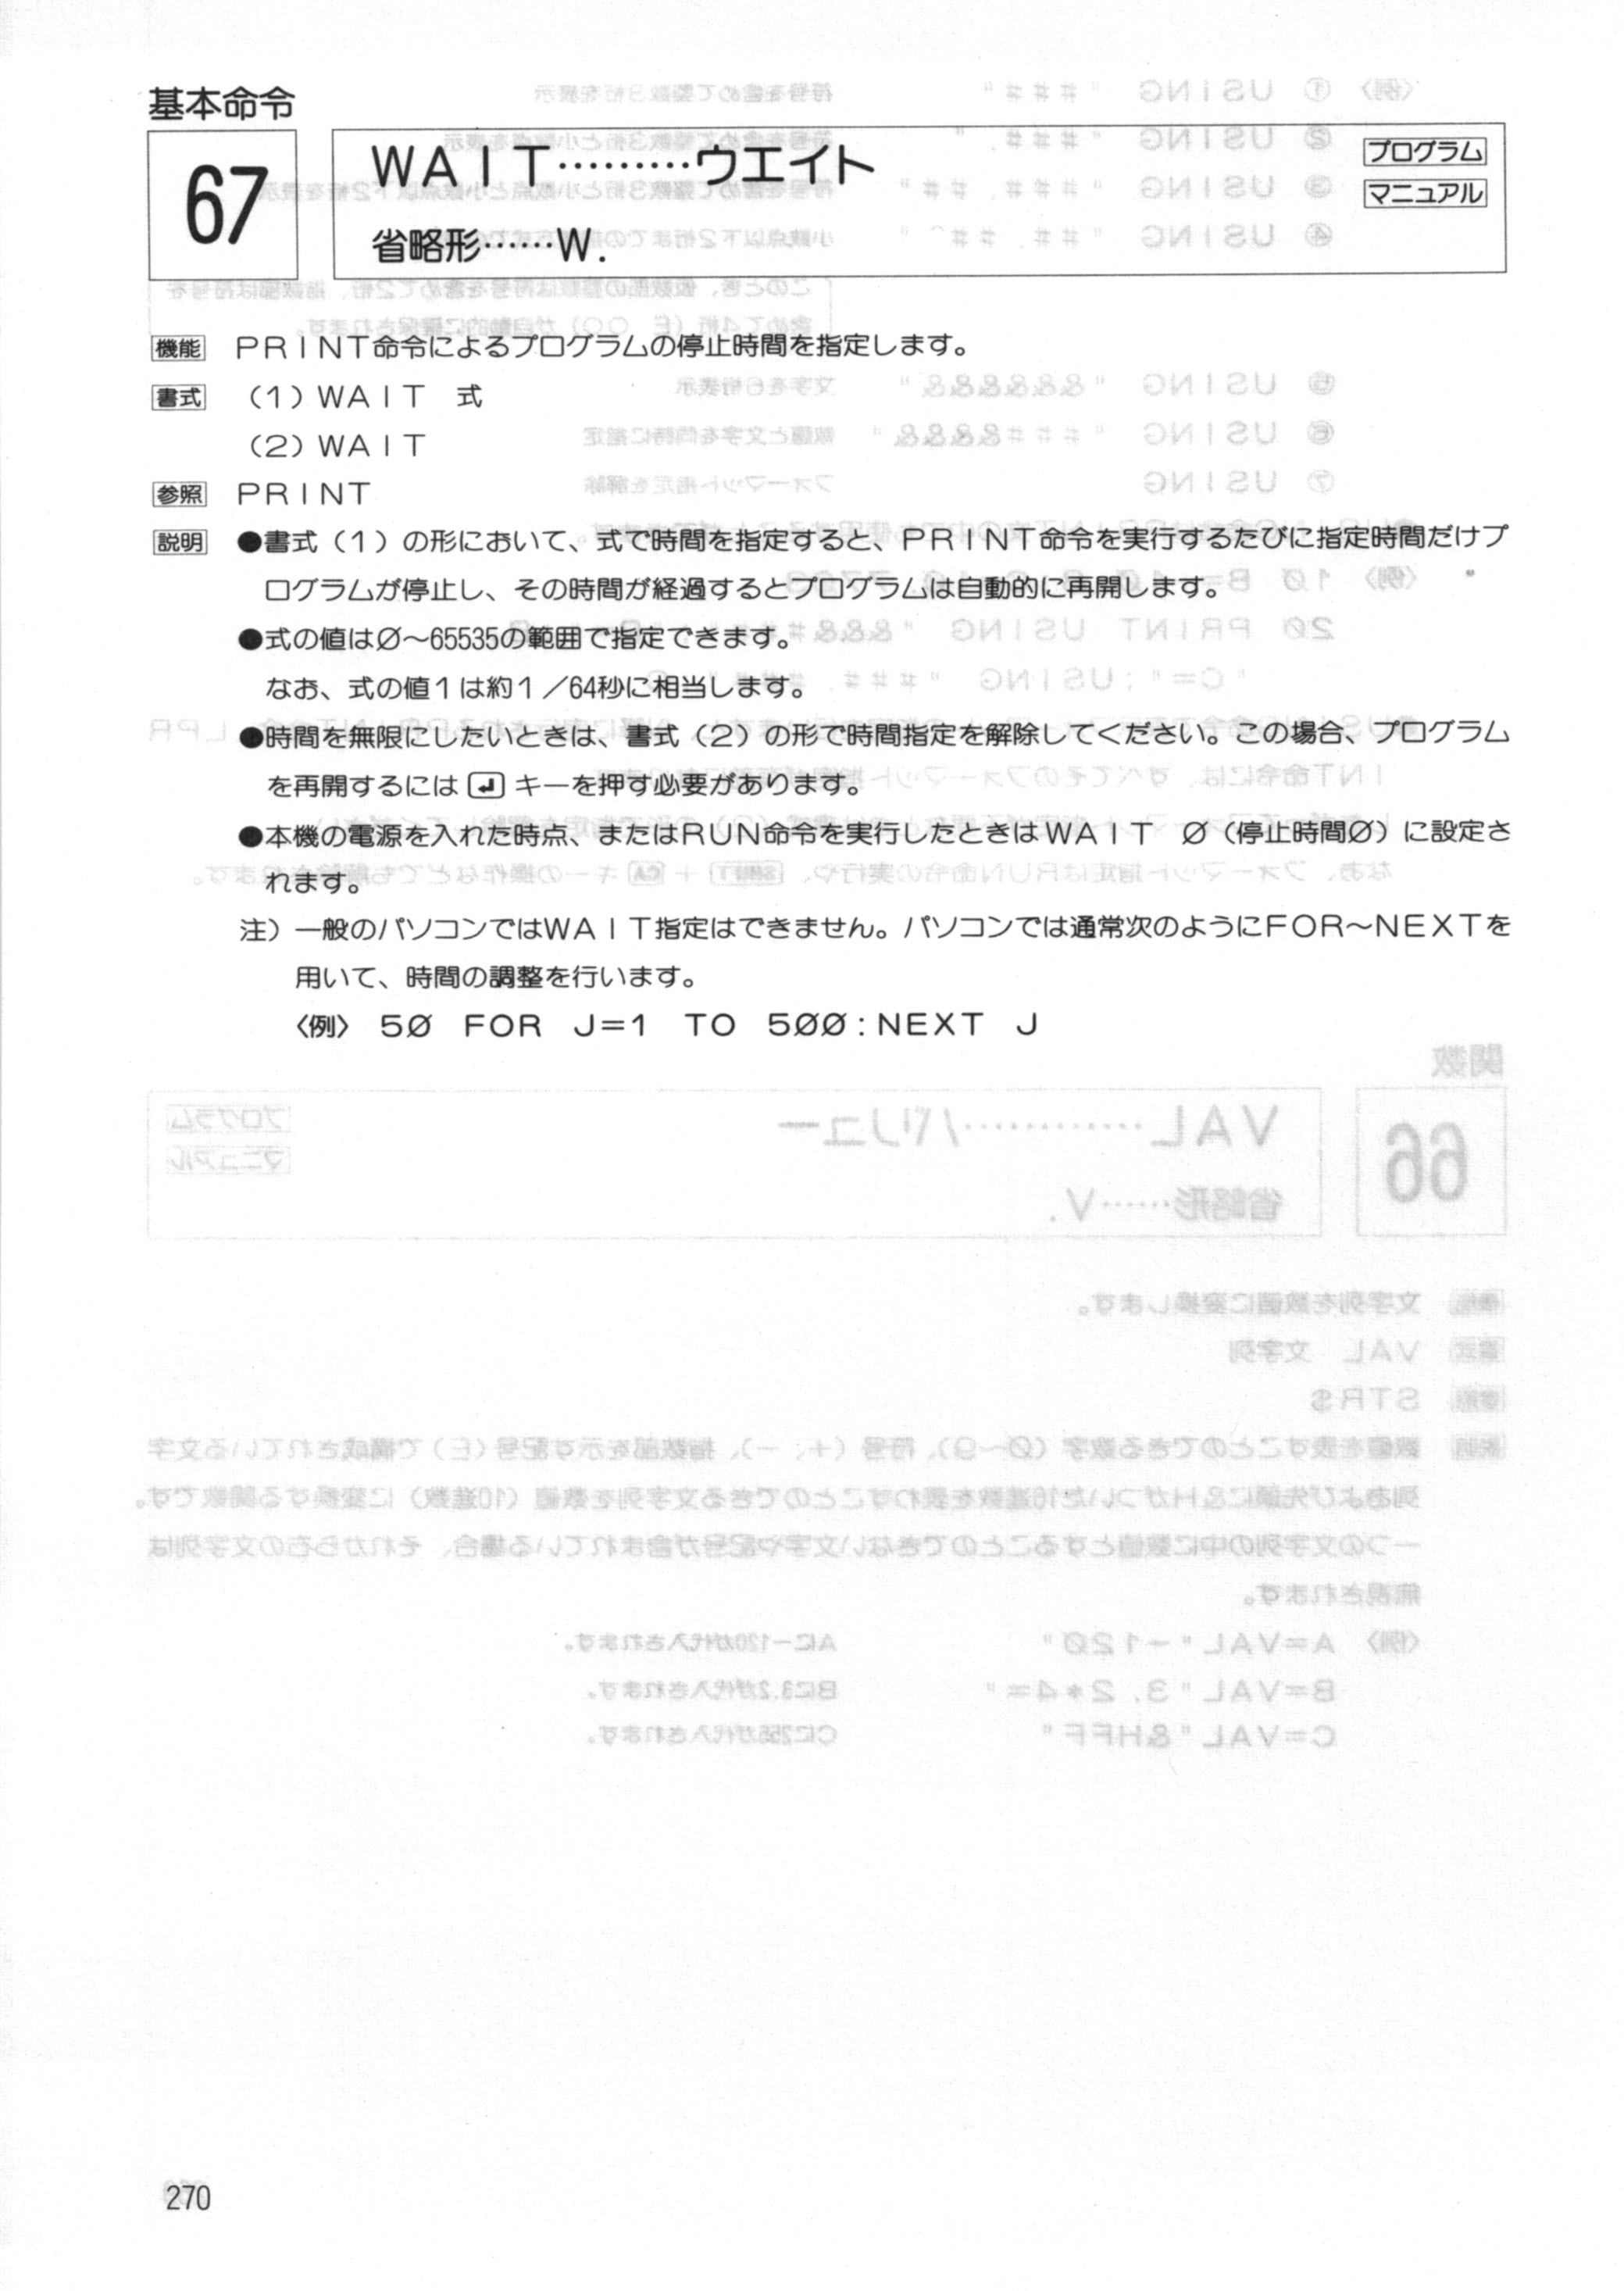 基本命令
67
WAIT………ウエイト
プログラム
マニュアル
省略形……W.
機能 PRINT命令によるプログラムの停止時間を指定します。
書式 (1) WAIT 式
(2) WAIT
参照 PRINT
説明 ●書式(1)の形において、式で時間を指定すると、PRINT命令を実行するたびに指定時間だけプ
ログラムが停止し、その時間が経過するとプログラムは自動的に再開します。
●式の値はØ〜65535の範囲で指定できます。
なお、式の値1は約1/64秒に相当します。
●時間を無限にしたいときは、書式(2)の形で時間指定を解除してください。この場合、プログラム
を再開するには ↵ キーを押す必要があります。
●本機の電源を入れた時点、またはRUN命令を実行したときはWAIT Ø(停止時間Ø)に設定さ
れます。
注)一般のパソコンではWAIT指定はできません。パソコンでは通常次のようにFOR〜NEXTを
用いて、時間の調整を行います。
〈例〉 5Ø FOR J=1 TO 5ØØ:NEXT J
270